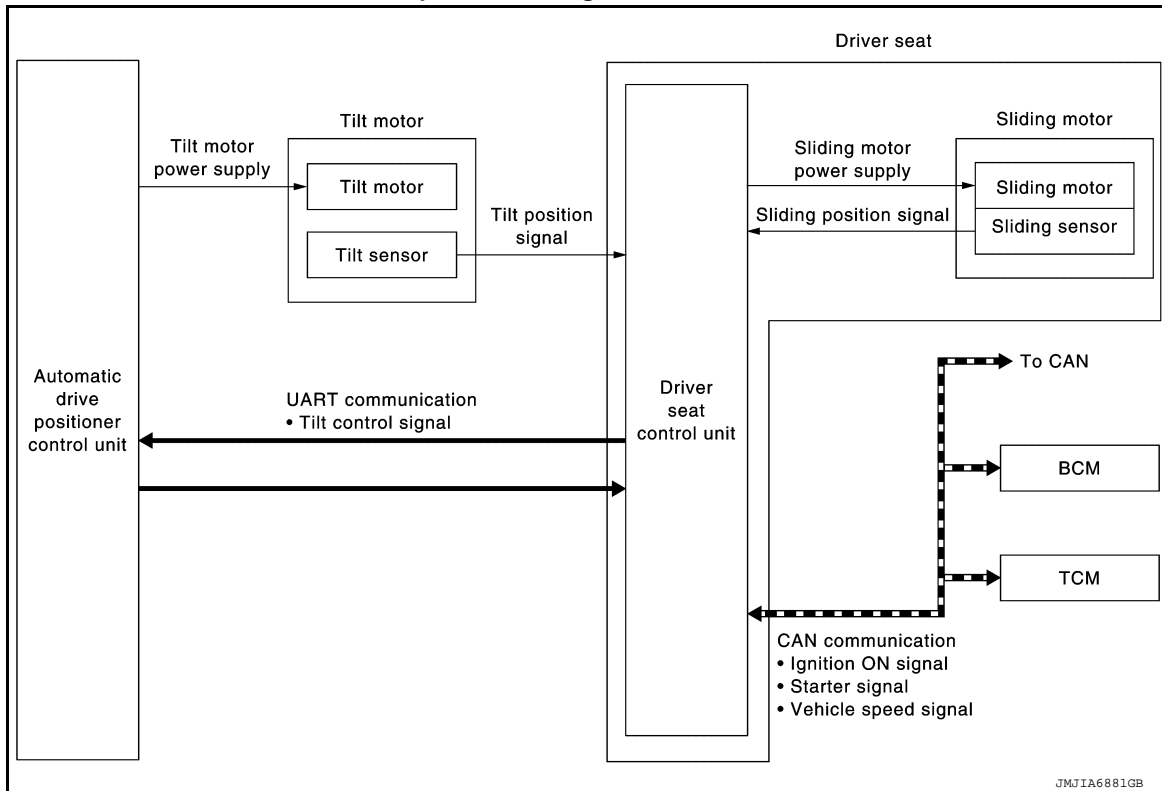 Driver seat
Tilt motor
Sliding motor
Tilt motor
power supply
Sliding motor
power supply
Tilt motor
Sliding motor
Tilt position
signal
Sliding position signal
Sliding sensor
Tilt sensor
Automatic
drive
positioner
control unit
UART communication
• Tilt control signal
Driver
seat
control unit
To CAN
BCM
TCM
CAN communication
• Ignition ON signal
• Starter signal
• Vehicle speed signal
JMJIA6881GB